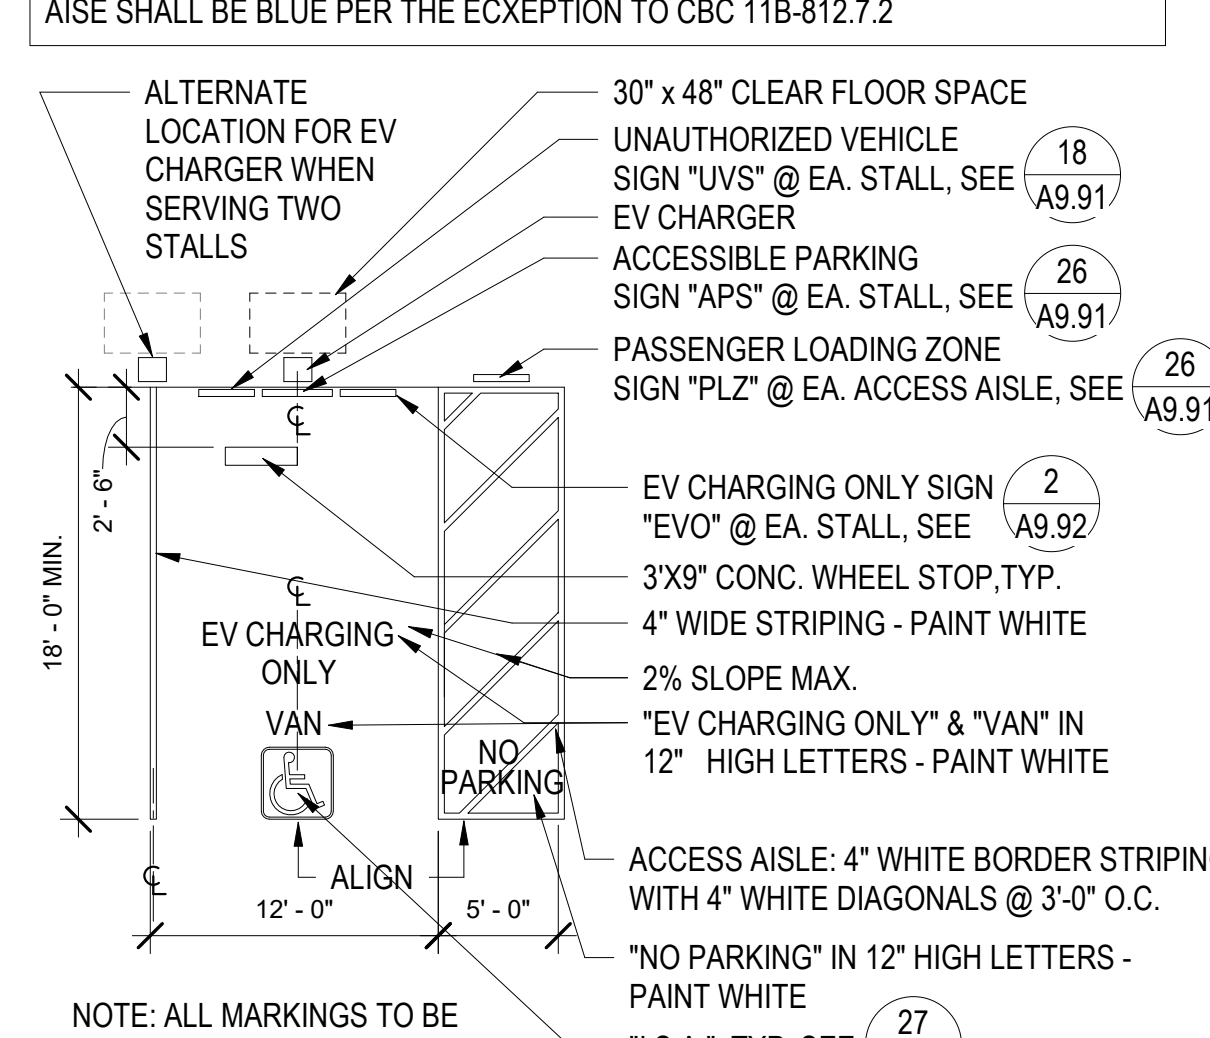 AISE SHALL BE BLUE PER THE ECXEPTION TO CBC 11B-812.7.2
ALTERNATE
LOCATION FOR EV
CHARGER WHEN
SERVING TWO
STALLS
30" x 48" CLEAR FLOOR SPACE
UNAUTHORIZED VEHICLE
SIGN "UVS" @ EA. STALL, SEE
18
A9.91
EV CHARGER
ACCESSIBLE PARKING
SIGN "APS" @ EA. STALL, SEE
26
A9.91
PASSENGER LOADING ZONE
SIGN "PLZ" @ EA. ACCESS AISLE, SEE
26
A9.91
EV CHARGING ONLY SIGN
"EVO" @ EA. STALL, SEE
2
A9.92
3'X9" CONC. WHEEL STOP,TYP.
4" WIDE STRIPING - PAINT WHITE
2% SLOPE MAX.
"EV CHARGING ONLY" & "VAN" IN
12" HIGH LETTERS - PAINT WHITE
ACCESS AISLE: 4" WHITE BORDER STRIPING
WITH 4" WHITE DIAGONALS @ 3'-0" O.C.
"NO PARKING" IN 12" HIGH LETTERS -
PAINT WHITE
TYP. SEE
27
18' - 0" MIN.
2' - 6"
℄
℄
EV CHARGING
ONLY
VAN
NO
PARKING
℄
ALIGN
12' - 0"
5' - 0"
NOTE: ALL MARKINGS TO BE